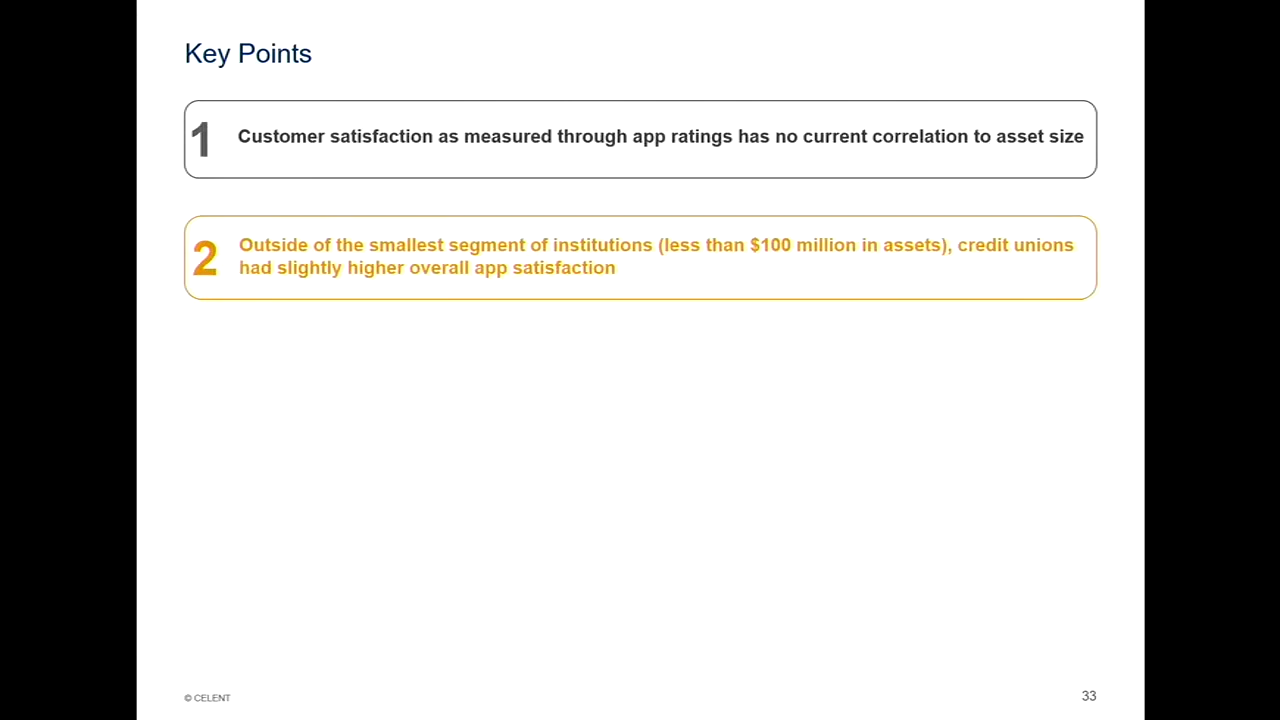 Key Points
1
Customer satisfaction as measured through app ratings has no current correlation to asset size
2
Outside of the smallest segment of institutions (less than $100 million in assets), credit unions
had slightly higher overall app satisfaction
© CELENT
33